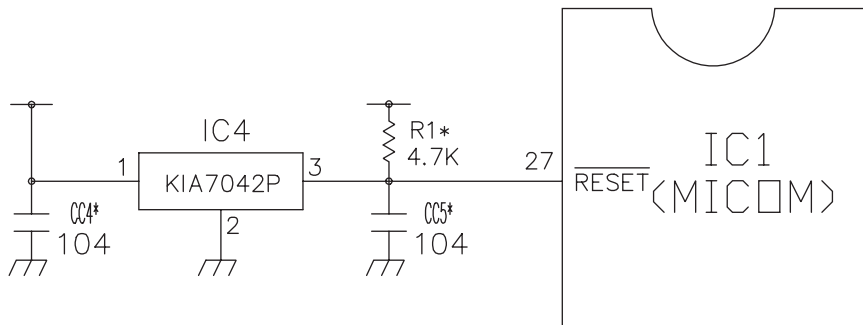 IC4
1
KIA7042P
3
2
CC4*
104
R1*
4.7K
CC5*
104
27
RESET
IC1
(MICOM)